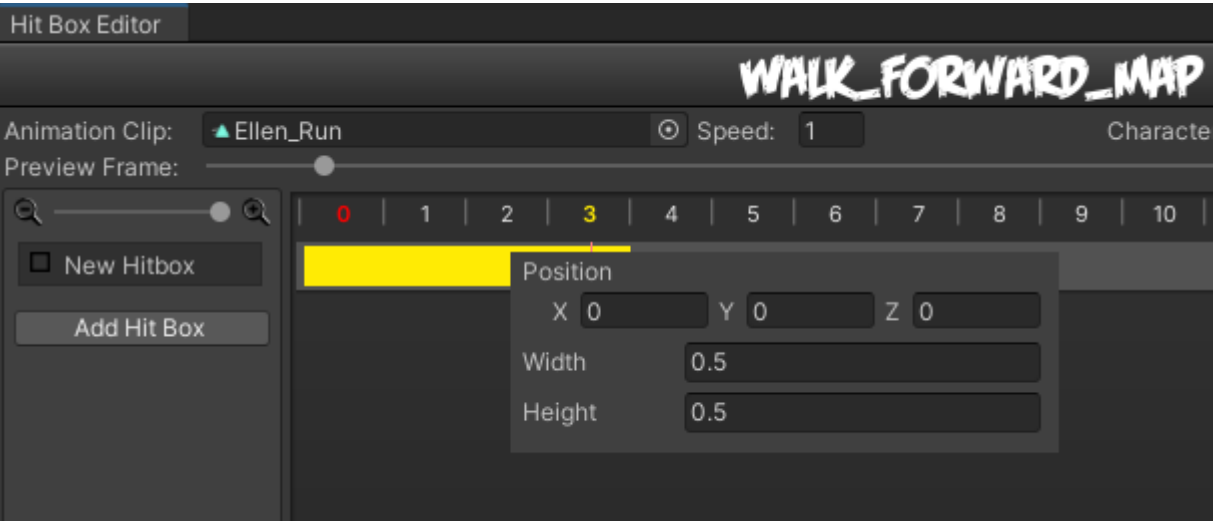 Hit Box Editor
WALK_FORWARD_MAP
Animation Clip: Ellen_Run Speed: 1 Characte
Preview Frame:
0 1 2 3 4 5 6 7 8 9 10
New Hitbox
Position
X 0 Y 0 Z 0
Add Hit Box
Width 0.5
Height 0.5